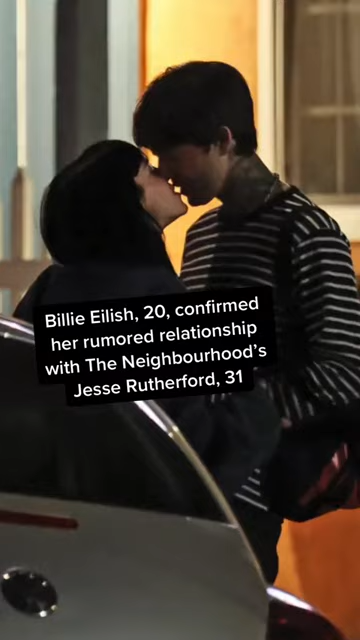 Billie Eilish, 20, confirmed
her rumored relationship
with The Neighbourhood's
Jesse Rutherford, 31